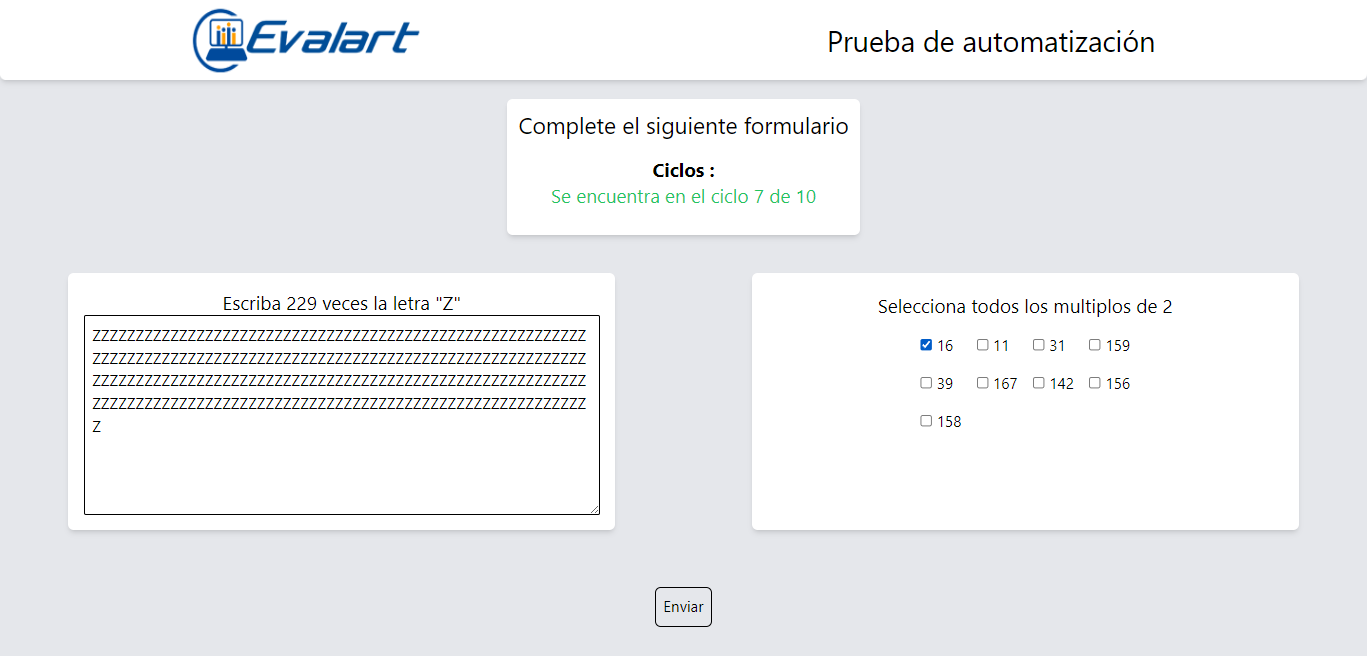 Evalart
Prueba de automatización
Complete el siguiente formulario
Ciclos :
Se encuentra en el ciclo 7 de 10
Escriba 229 veces la letra "Z"
ZZZZZZZZZZZZZZZZZZZZZZZZZZZZZZZZZZZZZZZZZZZZZZZZZZZZZZZZZ
ZZZZZZZZZZZZZZZZZZZZZZZZZZZZZZZZZZZZZZZZZZZZZZZZZZZZZZZZZ
ZZZZZZZZZZZZZZZZZZZZZZZZZZZZZZZZZZZZZZZZZZZZZZZZZZZZZZZZZ
ZZZZZZZZZZZZZZZZZZZZZZZZZZZZZZZZZZZZZZZZZZZZZZZZZZZZZZZZZ
Z
Selecciona todos los multiplos de 2
16 11 31 159
39 167 142 156
158
Enviar